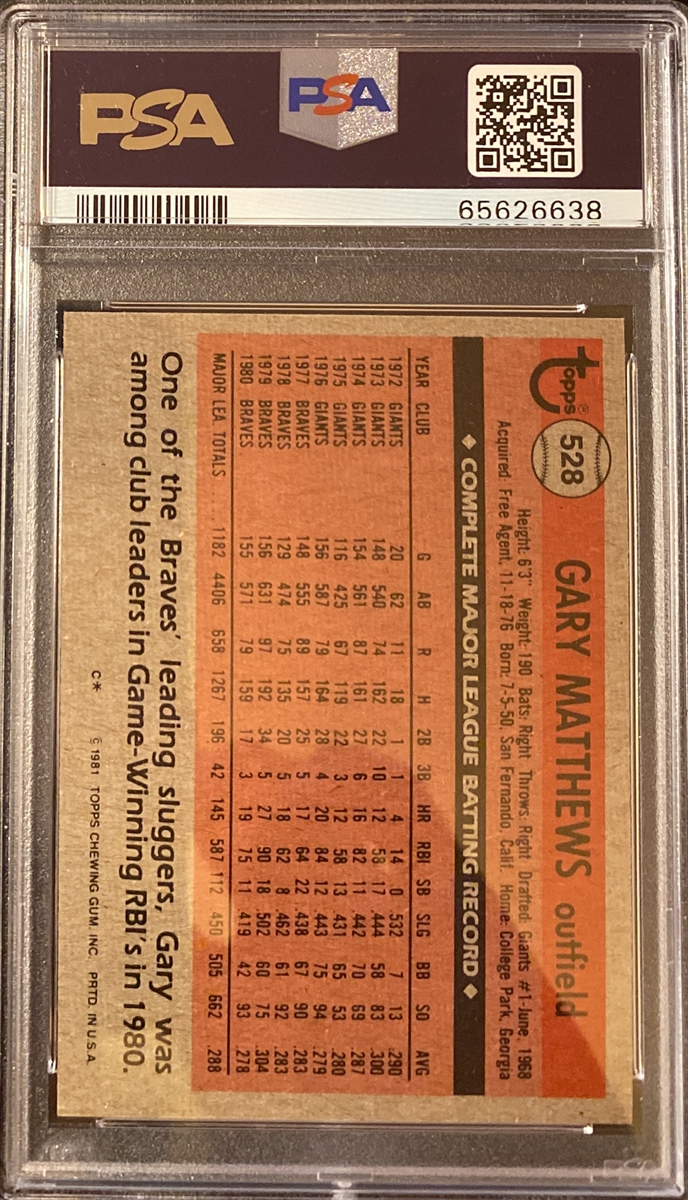 PSA
PSA
65626638
Topps®
528
GARY MATTHEWS outfield
Height: 6'3" Weight: 190 Bats: Right Throws: Right Drafted: Giants #1-June, 1968
Acquired: Free Agent, 11-18-76 Born: 7-5-50, San Fernando, Calif. Home: College Park, Georgia
◆ COMPLETE MAJOR LEAGUE BATTING RECORD ◆
YEAR CLUB G AB R H 2B 3B HR RBI SB SLG BB SO AVG
1972 GIANTS 20 62 11 18 1 1 4 14 0 .532 7 13 .290
1973 GIANTS 148 540 74 162 22 10 12 58 17 .444 58 83 .300
1974 GIANTS 154 561 87 161 27 6 16 82 11 .442 70 69 .287
1975 GIANTS 116 425 67 119 22 3 12 58 13 .431 65 53 .280
1976 GIANTS 156 587 79 164 28 4 20 84 12 .443 75 94 .279
1977 BRAVES 148 555 89 157 25 5 17 64 22 .438 67 90 .283
1978 BRAVES 129 474 75 135 20 5 18 62 8 .462 61 92 .283
1979 BRAVES 156 631 97 192 34 5 27 90 18 .502 60 75 .304
1980 BRAVES 155 571 79 159 17 3 19 75 11 .419 42 93 .278
MAJOR LEA TOTALS .... 1182 4406 658 1267 196 42 145 587 112 .450 505 662 .288
One of the Braves' leading sluggers, Gary was
among club leaders in Game-Winning RBI's in 1980.
C* © 1981 TOPPS CHEWING GUM, INC. PRTD. IN U.S.A.
PSA